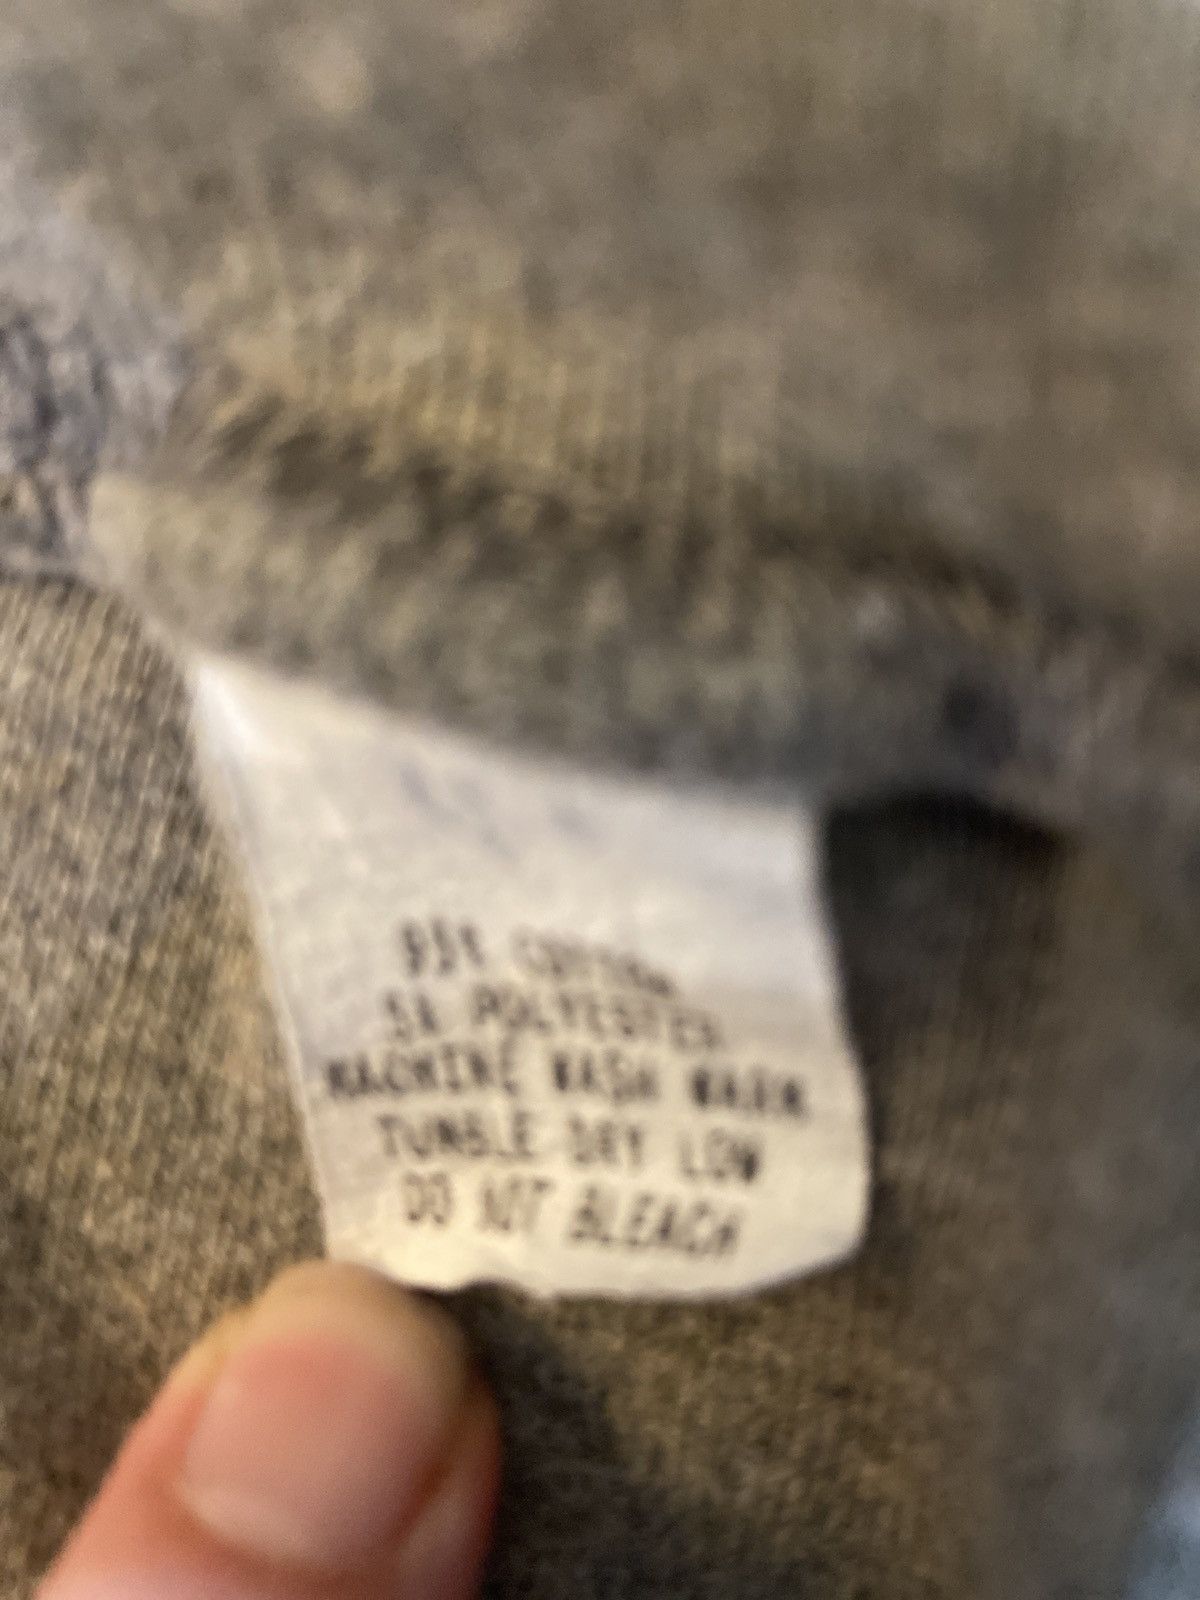 95% COTTON
5% POLYESTER
MACHINE WASH WARM
TUMBLE DRY LOW
DO NOT BLEACH